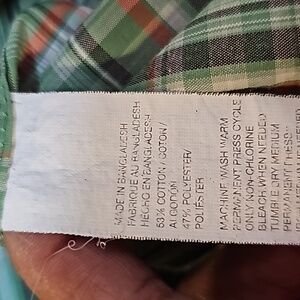 MADE IN BANGLADESH
FABRIQUE AU BANGLADESH
HECHO EN BANGLADESH
53% COTTON / COTON /
ALGODON
47% POLYESTER/
POLIESTER
MACHINE WASH WARM
PERMANENT PRESS CYCLE
ONLY NON-CHLORINE
BLEACH WHEN NEEDED
TUMBLE DRY MEDIUM
PERMANENT